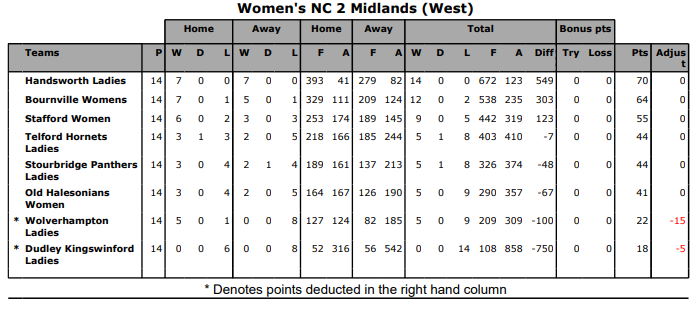 Women's NC 2 Midlands (West)
Home Away Home Away Total Bonus pts
Teams P W D L W D L F A F A W D L F A Diff Try Loss Pts Adjus
t
Handsworth Ladies 14 7 0 0 7 0 0 393 41 279 82 14 0 0 672 123 549 0 0 70 0
Bournville Womens 14 7 0 1 5 0 1 329 111 209 124 12 0 2 538 235 303 0 0 64 0
Stafford Women 14 6 0 2 3 0 3 253 174 189 145 9 0 5 442 319 123 0 0 55 0
Telford Hornets 14 3 1 3 2 0 5 218 166 185 244 5 1 8 403 410 -7 0 0 44 0
Ladies
Stourbridge Panthers 14 3 0 4 2 1 4 189 161 137 213 5 1 8 326 374 -48 0 0 44 0
Ladies
Old Halesonians 14 3 0 4 2 0 5 164 167 126 190 5 0 9 290 357 -67 0 0 41 0
Women
* Wolverhampton 14 5 0 1 0 0 8 127 124 82 185 5 0 9 209 309 -100 0 0 22 -15
Ladies
* Dudley Kingswinford 14 0 0 6 0 0 8 52 316 56 542 0 0 14 108 858 -750 0 0 18 -5
Ladies
* Denotes points deducted in the right hand column